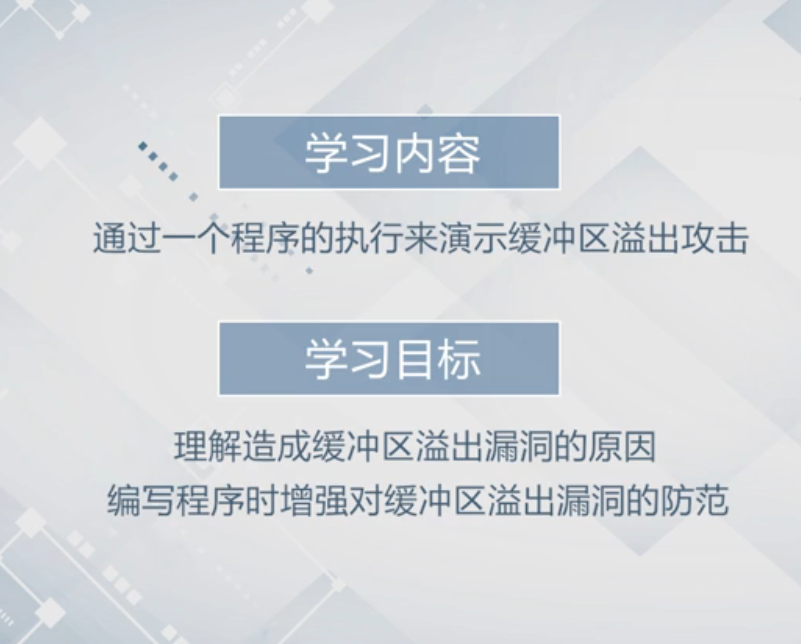 学习内容
通过一个程序的执行来演示缓冲区溢出攻击
学习目标
理解造成缓冲区溢出漏洞的原因
编写程序时增强对缓冲区溢出漏洞的防范